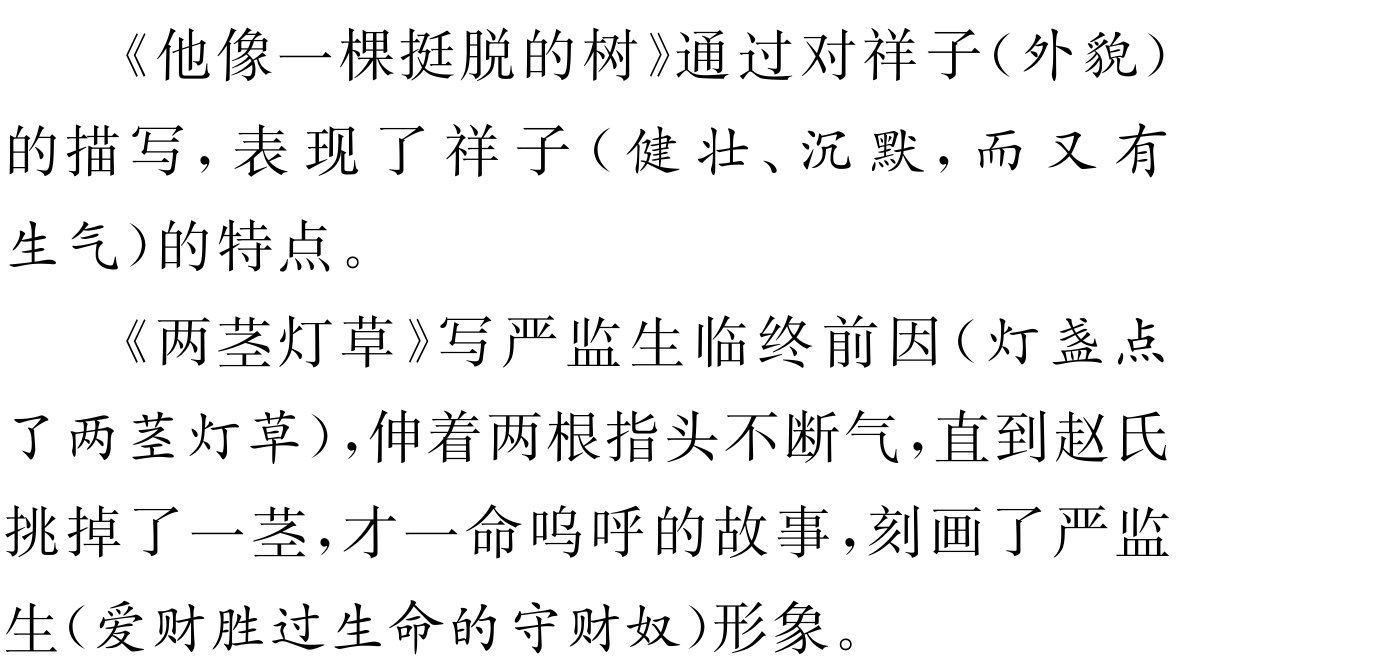 《他像一棵挺脱的树》通过对祥子(外貌)
的描写,表现了祥子(健壮、沉默,而又有
生气)的特点。
《两茎灯草》写严监生临终前因(灯盏点
了两茎灯草),伸着两根指头不断气,直到赵氏
挑掉了一茎,才一命呜呼的故事,刻画了严监
生(爱财胜过生命的守财奴)形象。